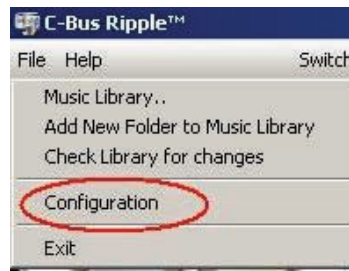 C-Bus Ripple™
File Help Switch
Music Library..
Add New Folder to Music Library
Check Library for changes
Configuration
Exit